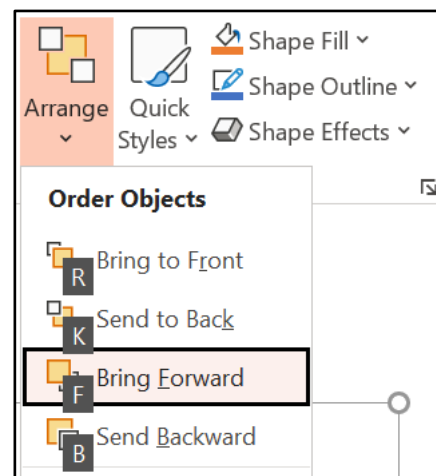 Arrange
Quick
Styles
Shape Fill
Shape Outline
Shape Effects
Order Objects
R Bring to Front
K Send to Back
F Bring Forward
B Send Backward